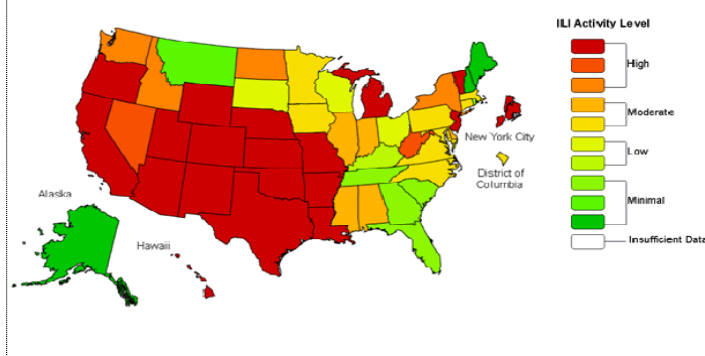 ILI Activity Level
High
Moderate
Low
Minimal
Insufficient Data
New York City
District of
Columbia
Alaska
Hawaii